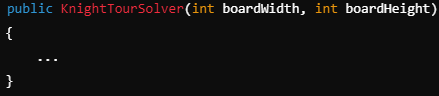 public KnightTourSolver(int boardWidth, int boardHeight)
{
...
}